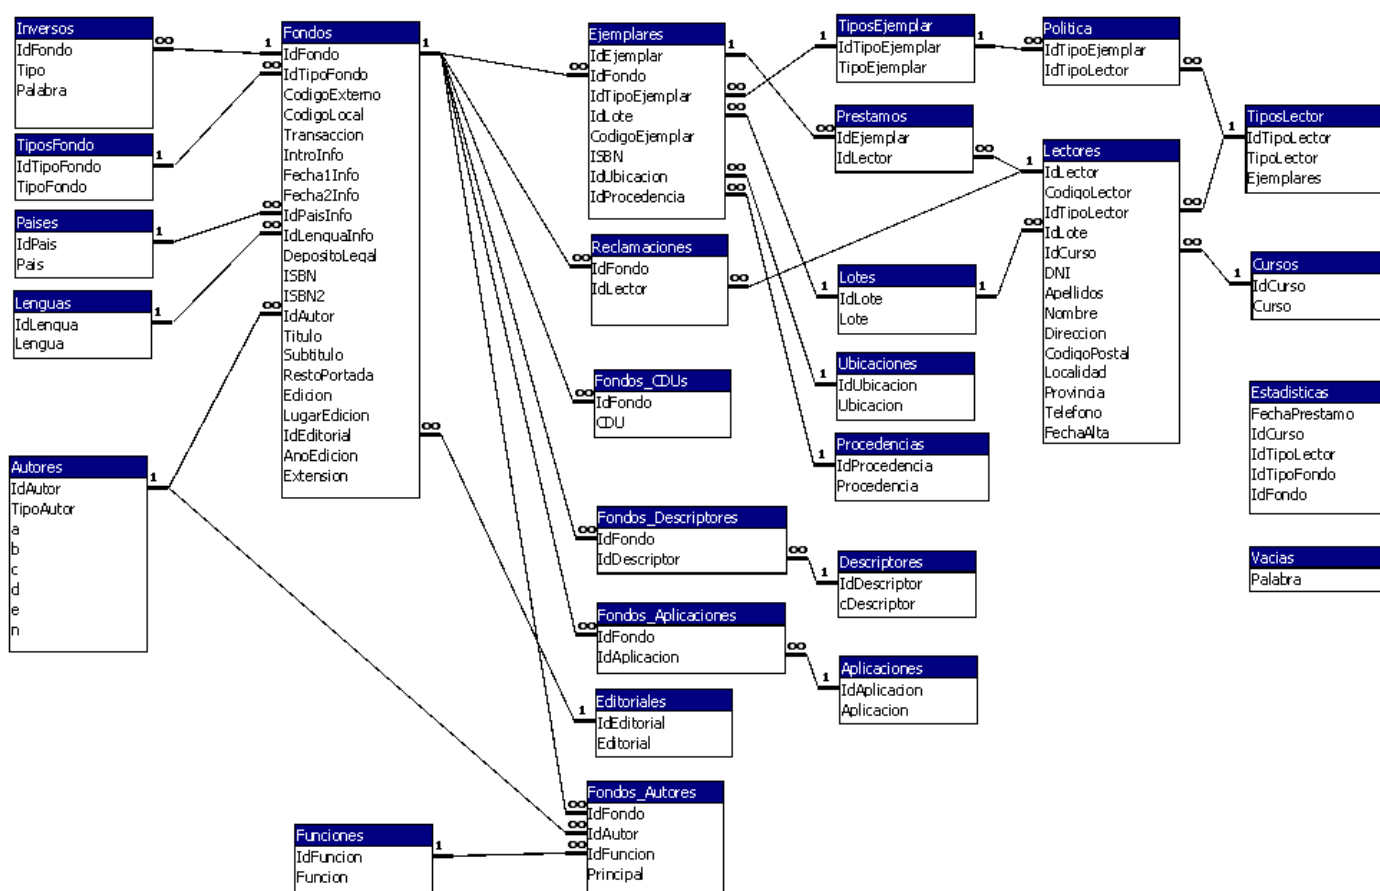 Inversos
IdFondo
Tipo
Palabra
TiposFondo
IdTipoFondo
TipoFondo
Paises
IdPais
Pais
Lenguas
IdLengua
Lengua
Autores
IdAutor
TipoAutor
a
b
c
d
e
n
Fondos
IdFondo
IdTipoFondo
CodigoExterno
CodigoLocal
Transaccion
IntroInfo
Fecha1Info
Fecha2Info
IdPaisInfo
IdLenguaInfo
DepositoLegal
ISBN
ISBN2
IdAutor
Titulo
Subtitulo
RestoPortada
Edicion
LugarEdicion
IdEditorial
AnoEdicion
Extension
Funciones
IdFuncion
Funcion
Ejemplares
IdEjemplar
IdFondo
IdTipoEjemplar
IdLote
CodigoEjemplar
ISBN
IdUbicacion
IdProcedencia
Reclamaciones
IdFondo
IdLector
Fondos_CDUs
IdFondo
CDU
Fondos_Descriptores
IdFondo
IdDescriptor
Fondos_Aplicaciones
IdFondo
IdAplicacion
Editoriales
IdEditorial
Editorial
Fondos_Autores
IdFondo
IdAutor
IdFuncion
Principal
TiposEjemplar
IdTipoEjemplar
TipoEjemplar
Prestamos
IdEjemplar
IdLector
Lotes
IdLote
Lote
Ubicaciones
IdUbicacion
Ubicacion
Procedencias
IdProcedencia
Procedencia
Descriptores
IdDescriptor
cDescriptor
Aplicaciones
IdAplicacion
Aplicacion
Politica
IdTipoEjemplar
IdTipoLector
Lectores
IdLector
CodigoLector
IdTipoLector
IdLote
IdCurso
DNI
Apellidos
Nombre
Direccion
CodigoPostal
Localidad
Provincia
Telefono
FechaAlta
TiposLector
IdTipoLector
TipoLector
Ejemplares
Cursos
IdCurso
Curso
Estadisticas
FechaPrestamo
IdCurso
IdTipoLector
IdTipoFondo
IdFondo
Vacias
Palabra